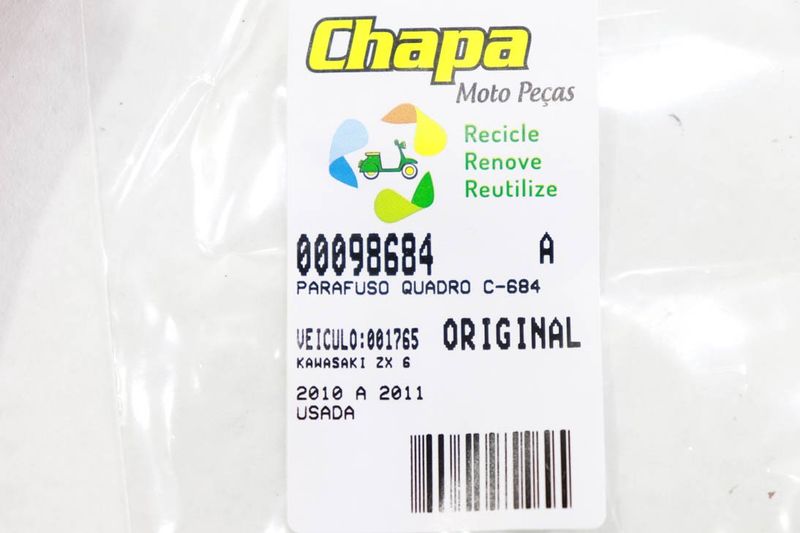 Chapa
Moto Peças
Recicle
Renove
Reutilize
00098684 A
PARAFUSO QUADRO C-684
VEICULO:001765 ORIGINAL
KAWASAKI ZX 6
2010 A 2011
USADA